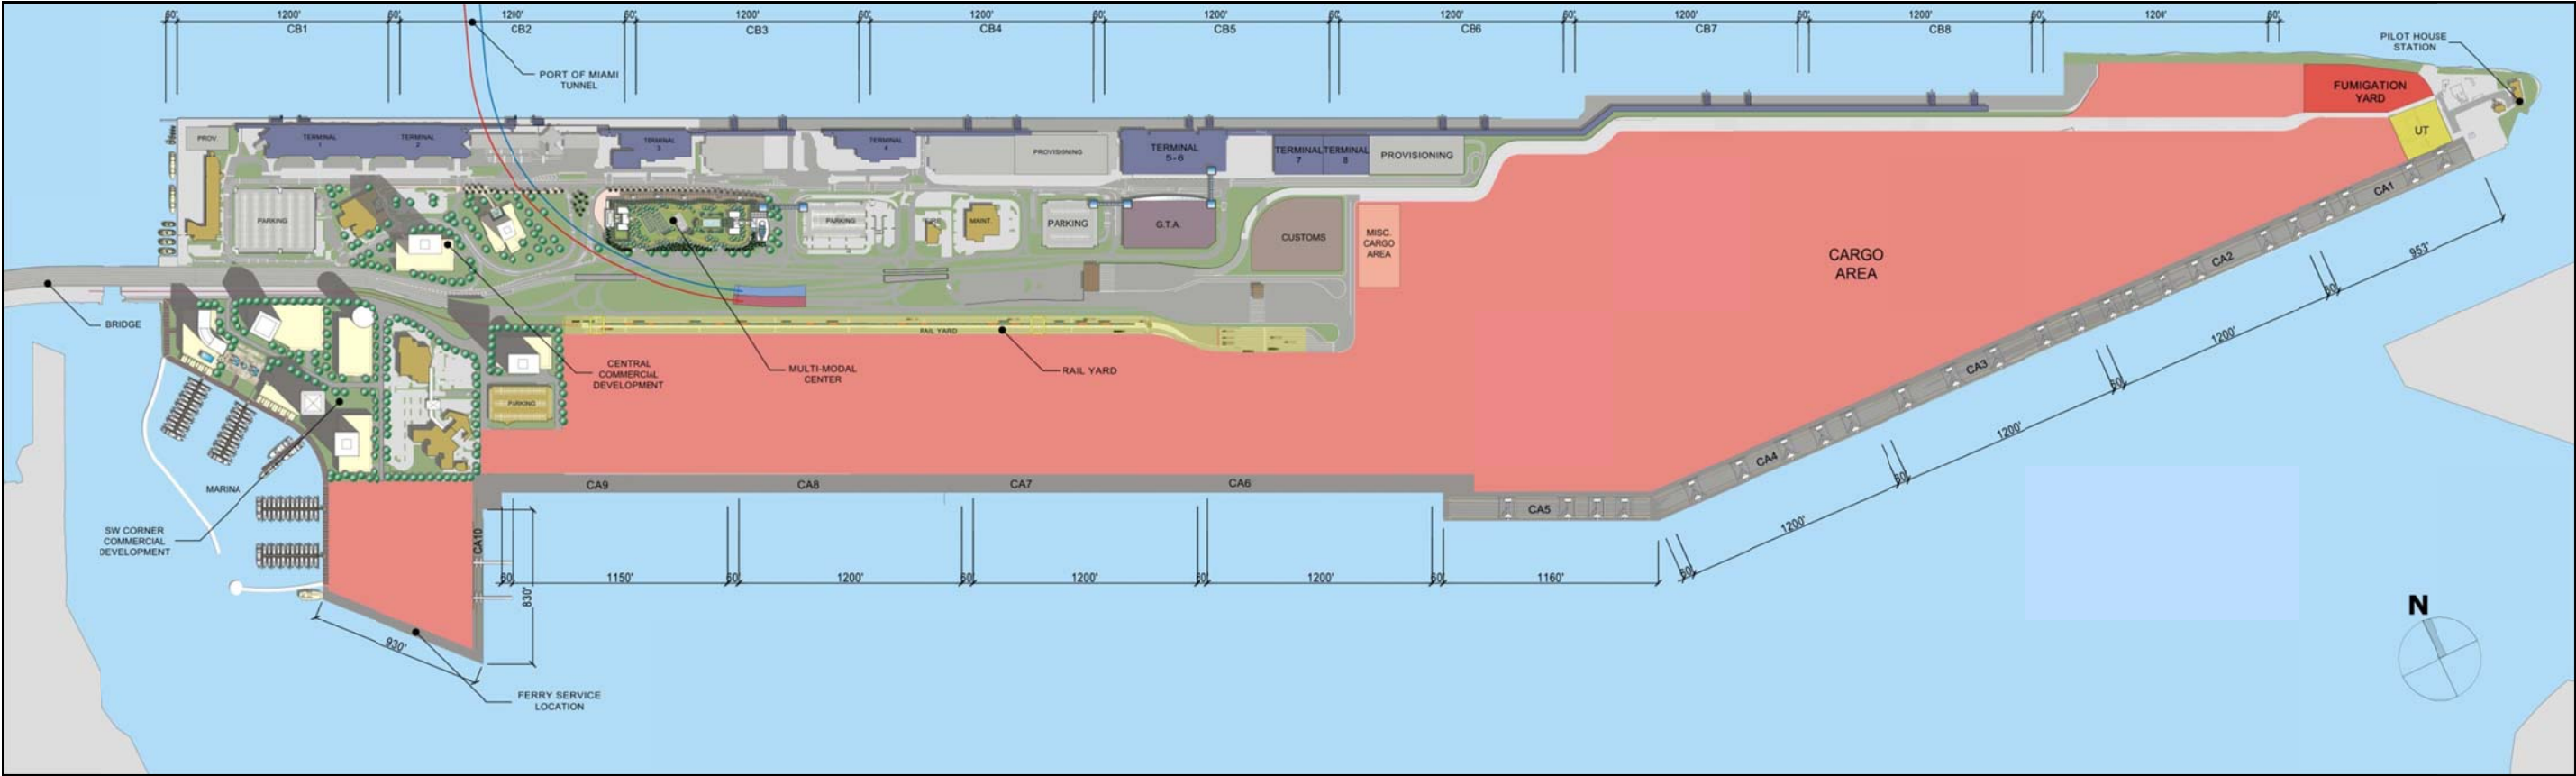 60' 1200' 60' 1200' 60' 1200' 60' 1200' 60' 1200' 60' 1200' 60' 1200' 60' 1200' 60' 120' 60'
CB1 CB2 CB3 CB4 CB5 CB6 CB7 CB8
PORT OF MIAMI
TUNNEL
PILOT HOUSE
STATION
FUMIGATION
YARD
UT
PROV.
TERMINAL
1
TERMINAL
2
TERMINAL
3
TERMINAL
4
PROVISIONING
TERMINAL
5-6
TERMINAL
7
TERMINAL
8
PROVISIONING
PARKING
PARKING
MAINT.
PARKING
G.T.A.
CUSTOMS
MISC.
CARGO
AREA
CARGO
AREA
CA1
CA2
CA3
CA4
953'
60'
1200'
60'
1200'
60'
1200'
60'
BRIDGE
RAIL YARD
CENTRAL
COMMERCIAL
DEVELOPMENT
MULTI-MODAL
CENTER
RAIL YARD
PARKING
MARINA
SW CORNER
COMMERCIAL
DEVELOPMENT
CA9 CA8 CA7 CA6
CA5
CA10
60' 1150' 60' 1200' 60' 1200' 60' 1200' 60' 1160'
830'
930'
FERRY SERVICE
LOCATION
N